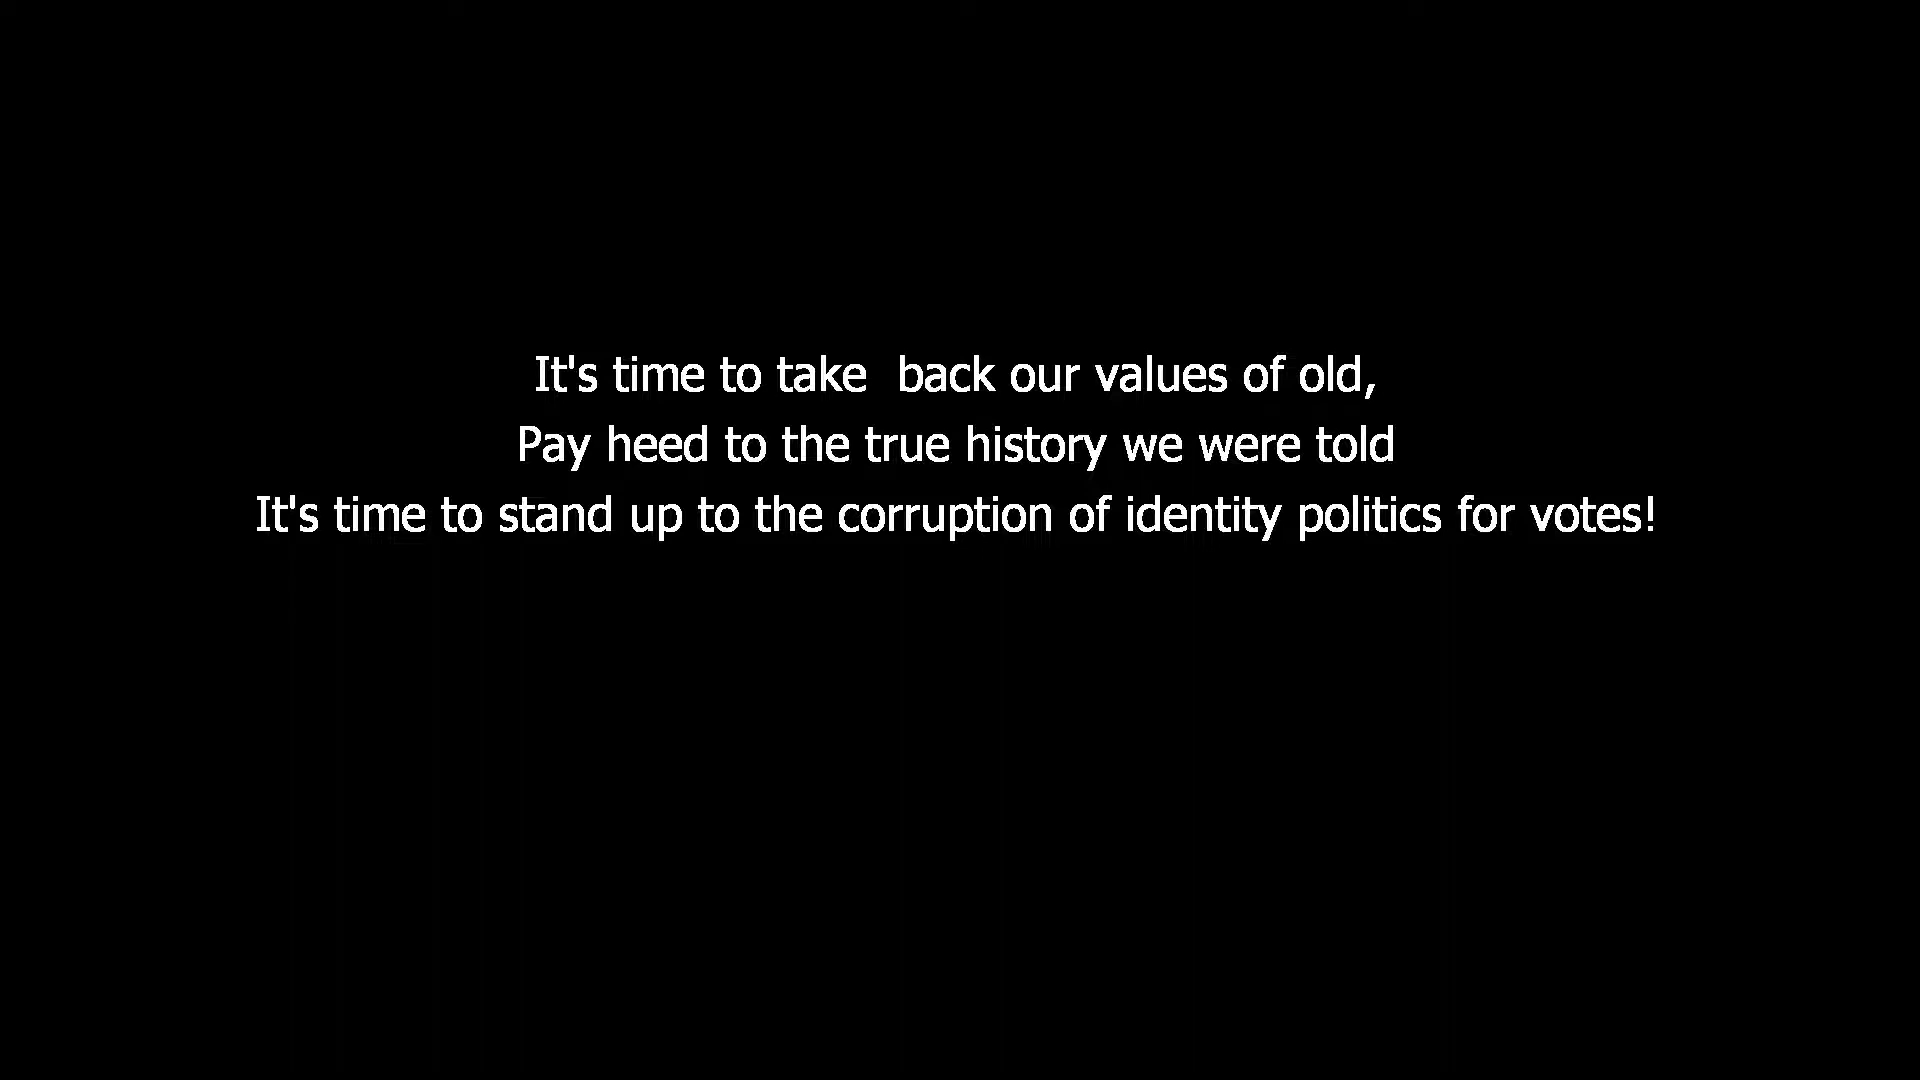 It's time to take  back our values of old,
Pay heed to the true history we were told
It's time to stand up to the corruption of identity politics for votes!